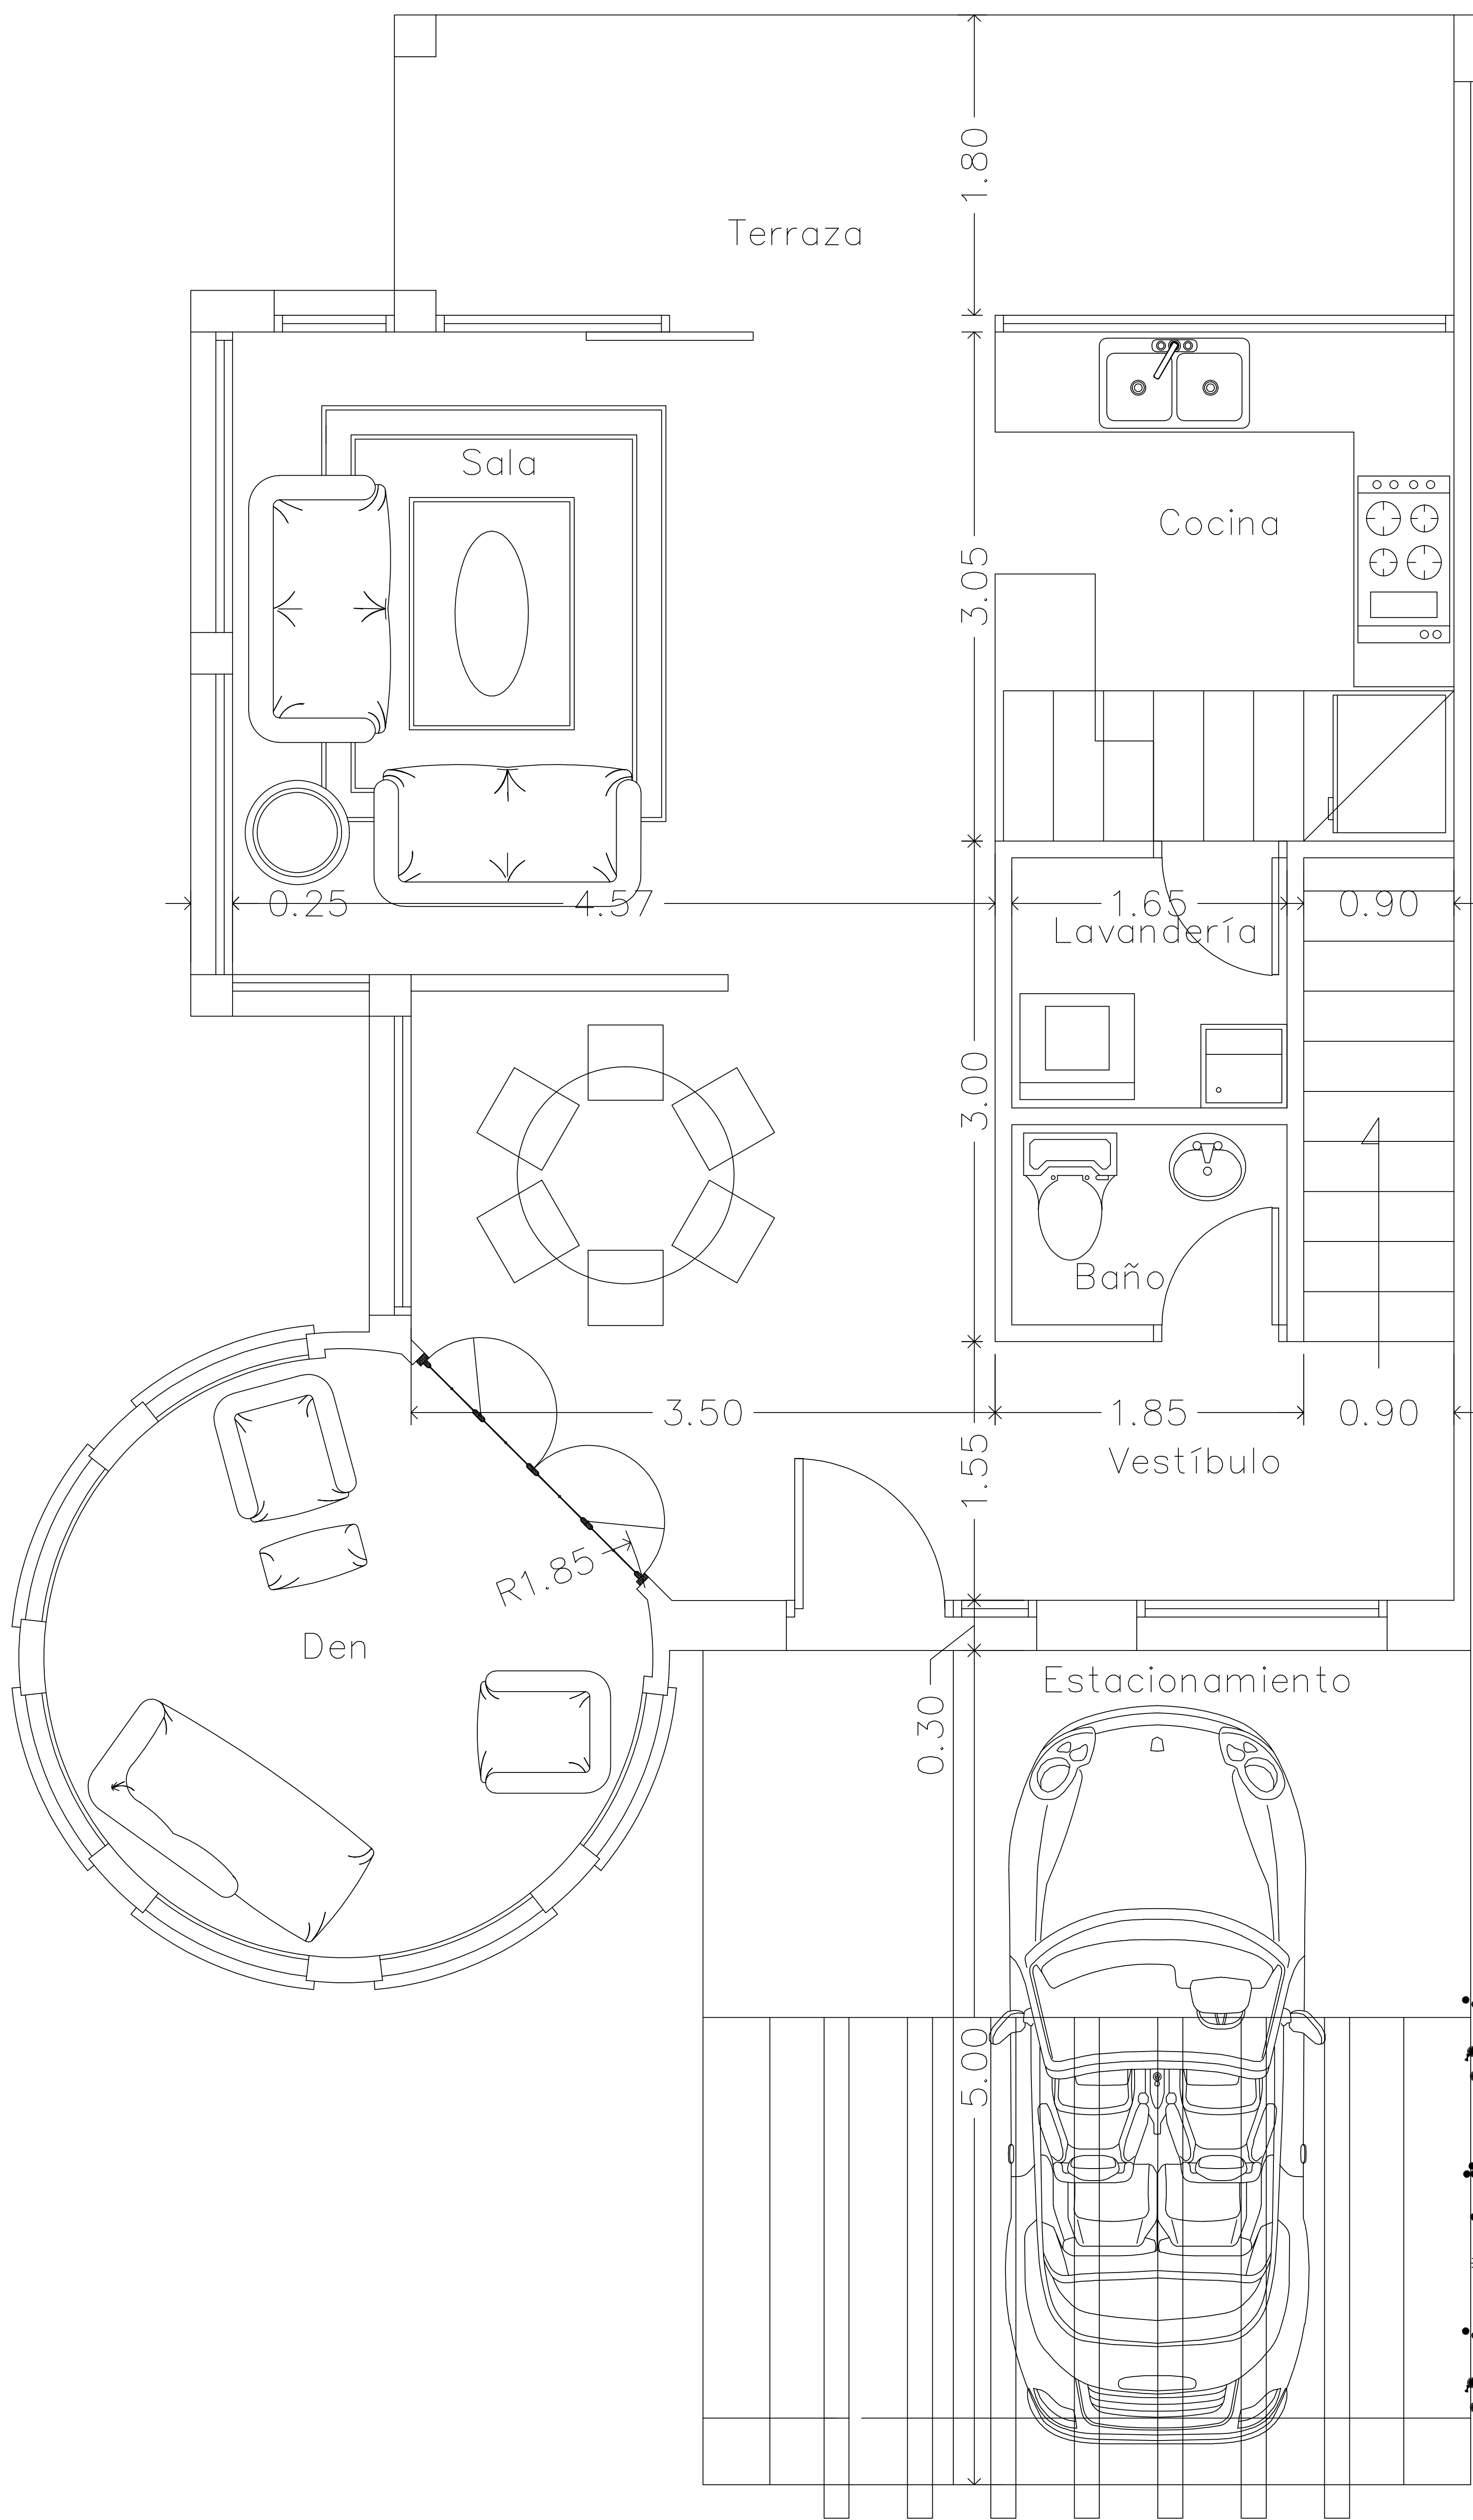 1.80
Terraza
Sala
Cocina
3.05
0.25
4.57
1.65
0.90
Lavandería
3.00
Baño
3.50
1.85
0.90
1.55
Vestíbulo
R1.85
Den
Estacionamiento
0.30
5.00